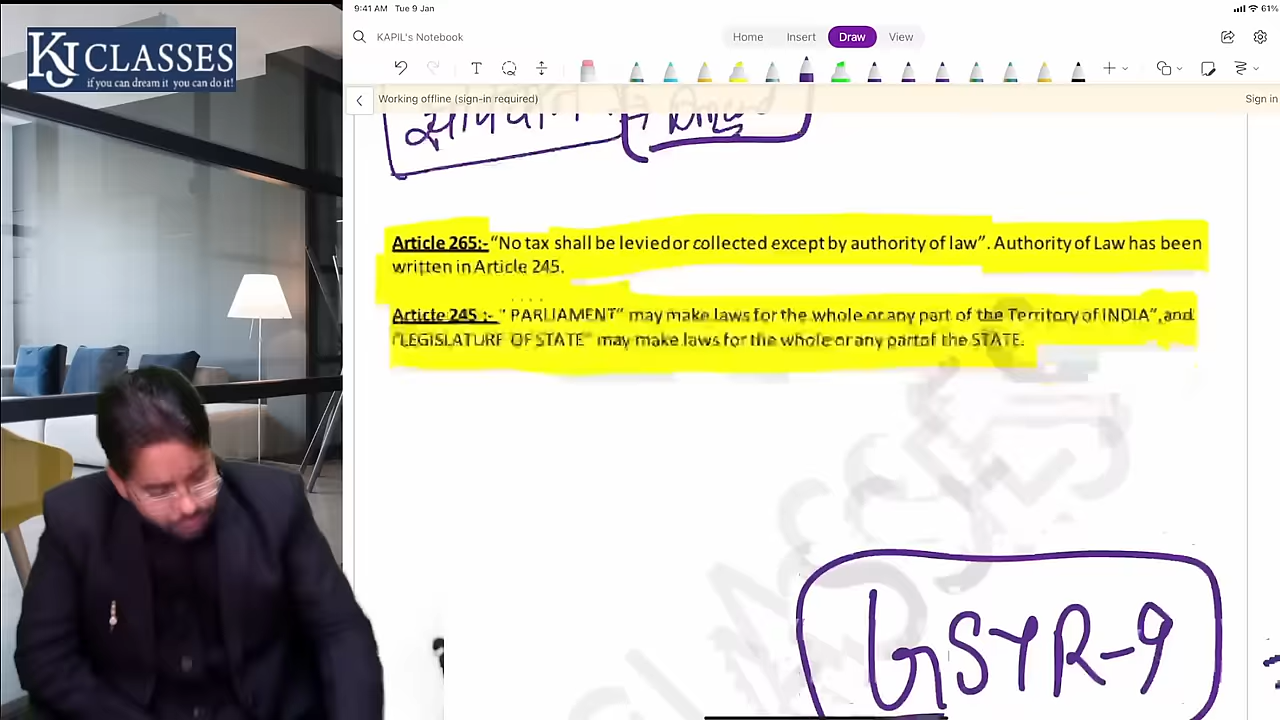 KJ CLASSES
if you can dream it you can do it!
9:41 AM Tue 9 Jan
61%
KAPIL's Notebook
Home Insert Draw View
Working offline (sign-in required)
Sign in
Article 265:- “No tax shall be levied or collected except by authority of law”. Authority of Law has been
written in Article 245.
Article 245 :- “ PARLIAMENT” may make laws for the whole or any part of the Territory of INDIA”,and
“LEGISLATURE OF STATE” may make laws for the whole or any part of the STATE.
GSTR-9